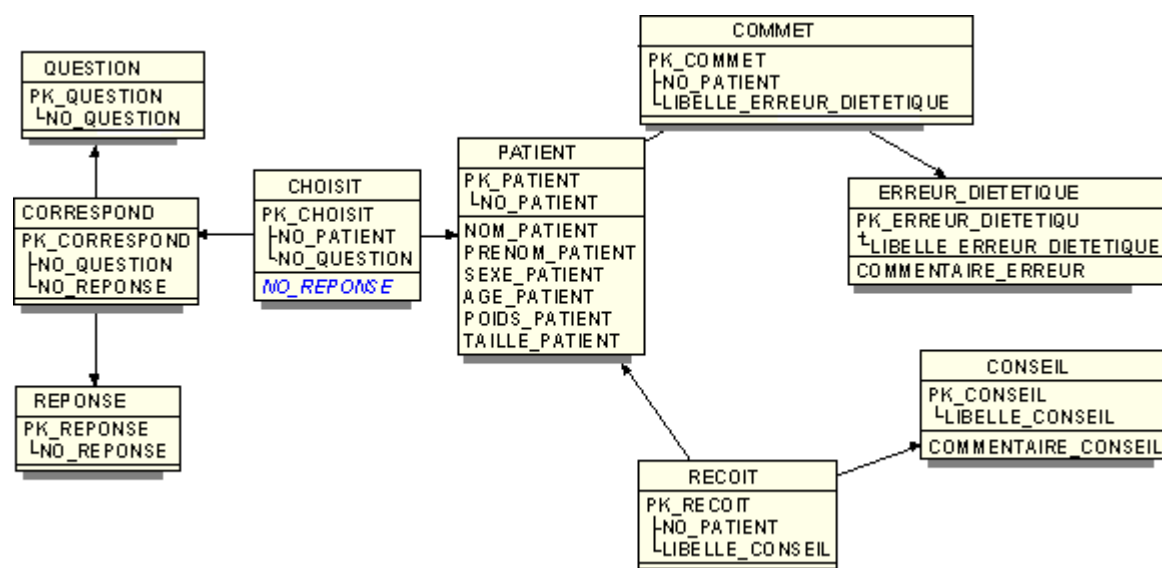 COMMET
PK_COMMET
NO_PATIENT
LIBELLE_ERREUR_DIETETIQUE
QUESTION
PK_QUESTION
NO_QUESTION
PATIENT
PK_PATIENT
NO_PATIENT
NOM_PATIENT
PRENOM_PATIENT
SEXE_PATIENT
AGE_PATIENT
POIDS_PATIENT
TAILLE_PATIENT
CHOISIT
PK_CHOISIT
NO_PATIENT
NO_QUESTION
NO_REPONSE
ERREUR_DIETETIQUE
PK_ERREUR_DIETETIQU
LIBELLE_ERREUR_DIETETIQUE
COMMENTAIRE_ERREUR
CORRESPOND
PK_CORRESPOND
NO_QUESTION
NO_REPONSE
CONSEIL
PK_CONSEIL
LIBELLE_CONSEIL
COMMENTAIRE_CONSEIL
REPONSE
PK_REPONSE
NO_REPONSE
RECOIT
PK_RECOIT
NO_PATIENT
LIBELLE_CONSEIL